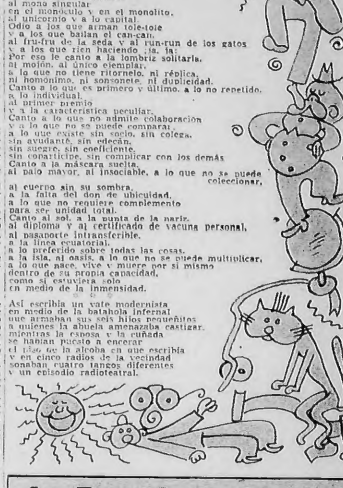 al mono singular
en el monóculo y en el monolito,
al unicornio y a lo capital.
Odio a los que arman tole-tole
y a los que bailan el can-can,
al fru-fru de la seda y al run-run de los gatos
y a los que ríen haciendo ¡ja, ja!
Por eso le canto a la lombriz solitaria,
al mojón, al único ejemplar,
a lo que no tiene ritornelo, ni réplica,
ni homónimo, ni sonsonete, ni duplicidad.
Canto a lo que es primero y último, a lo no repetido,
a lo individual,
al primer premio
y a la característica peculiar.
Canto a lo que no admite colaboración
y a lo que no se puede comparar,
a lo que existe sin socio, sin colega,
sin ayudante, sin edecán,
sin suegre, sin coeficiente,
sin copartícipe, sin complicar con los demás
Canto a la máscara suelta,
al palo mayor, al insociable, a lo que no se puede
coleccionar,
al cuerpo sin su sombra,
a la falta del don de ubicuidad,
a lo que no requiere complemento
para ser unidad total.
Canto al sol, a la punta de la nariz,
al diploma y al certificado de vacuna personal,
al pasaporte intransferible,
a la línea ecuatorial,
a lo preferido sobre todas las cosas,
a la isla, al oasis, a lo que no se puede multiplicar,
a lo que nace, vive y muere por sí mismo
dentro de su propia capacidad,
como si estuviera solo
en medio de la inmensidad.
Así escribía un vate modernista
en medio de la batahola infernal
que armaban sus seis hijos pequeñitos
a quienes la abuela amenazaba castigar,
mientras la esposa y la cuñada
se habían puesto a encerar
el piso de la alcoba en que escribía
y en cinco radios de la vecindad
sonaban cuatro tangos diferentes
y un episodio radioteatral.